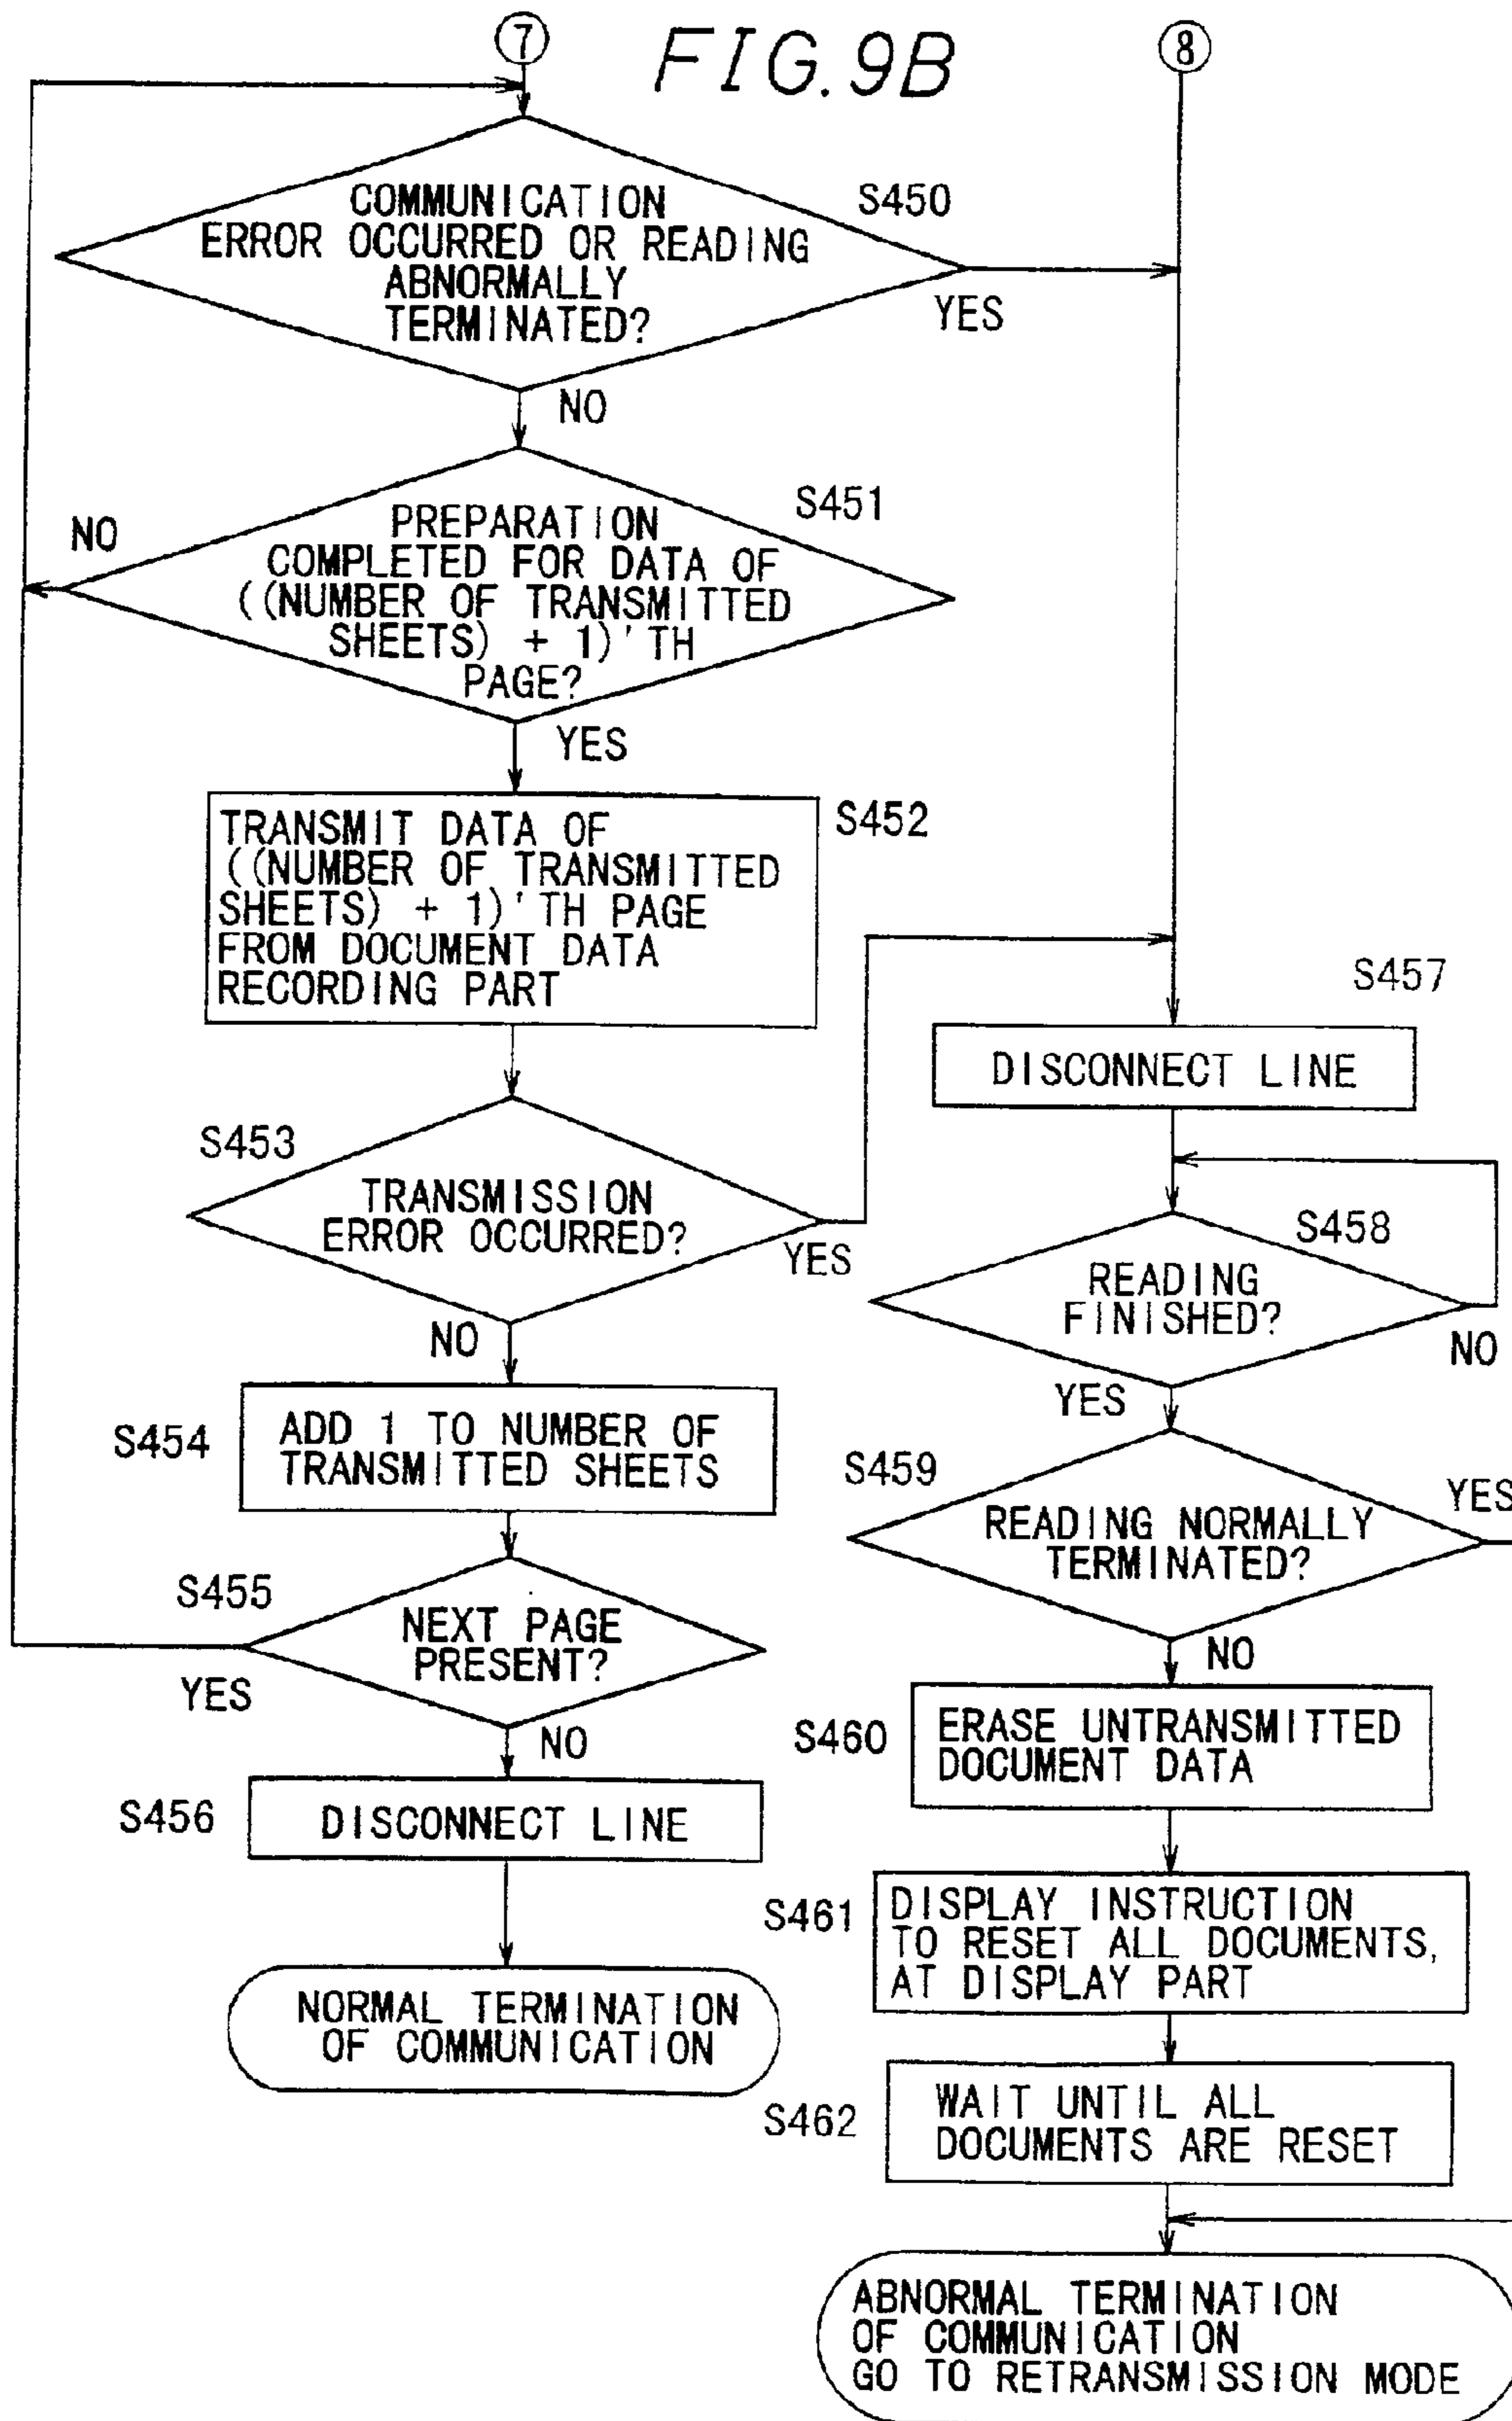 7
FIG. 9B
8
COMMUNICATION
ERROR OCCURRED OR READING
ABNORMALLY
TERMINATED?
S450
YES
NO
PREPARATION
COMPLETED FOR DATA OF
((NUMBER OF TRANSMITTED
SHEETS) + 1)'TH
PAGE?
S451
NO
YES
TRANSMIT DATA OF
((NUMBER OF TRANSMITTED
SHEETS) + 1)'TH PAGE
FROM DOCUMENT DATA
RECORDING PART
S452
S453
TRANSMISSION
ERROR OCCURRED?
YES
NO
S454
ADD 1 TO NUMBER OF
TRANSMITTED SHEETS
S455
NEXT PAGE
PRESENT?
YES
NO
S456
DISCONNECT LINE
NORMAL TERMINATION
OF COMMUNICATION
S457
DISCONNECT LINE
S458
READING
FINISHED?
NO
YES
S459
READING NORMALLY
TERMINATED?
YES
NO
S460
ERASE UNTRANSMITTED
DOCUMENT DATA
S461
DISPLAY INSTRUCTION
TO RESET ALL DOCUMENTS,
AT DISPLAY PART
S462
WAIT UNTIL ALL
DOCUMENTS ARE RESET
ABNORMAL TERMINATION
OF COMMUNICATION
GO TO RETRANSMISSION MODE